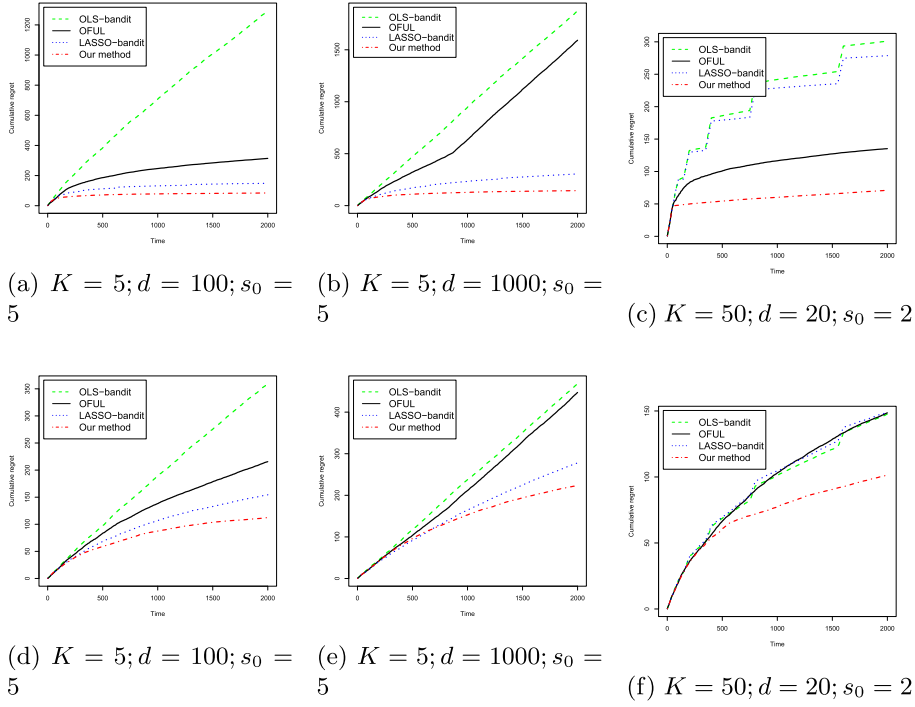 OLS−bandit
OFUL
LASSO−bandit
Our method
Cumulative regret
0 200 400 600 800 1000 1200
0 500 1000 1500 2000
Time
(a) K = 5; d = 100; s0 =
5
OLS−bandit
OFUL
LASSO−bandit
Our method
Cumulative regret
0 500 1500
0 500 1000 1500 2000
Time
(b) K = 5; d = 1000; s0 =
5
OLS−bandit
OFUL
LASSO−bandit
Our method
Cumulative regret
0 50 100 150 200 250 300
0 500 1000 1500 2000
Time
(c) K = 50; d = 20; s0 = 2
OLS−bandit
OFUL
LASSO−bandit
Our method
Cumulative regret
0 50 100 150 200 250 300 350
0 500 1000 1500 2000
Time
(d) K = 5; d = 100; s0 =
5
OLS−bandit
OFUL
LASSO−bandit
Our method
Cumulative regret
0 100 200 300 400
0 500 1000 1500 2000
Time
(e) K = 5; d = 1000; s0 =
5
OLS−bandit
OFUL
LASSO−bandit
Our method
Cumulative regret
0 50 100 150
0 500 1000 1500 2000
Time
(f) K = 50; d = 20; s0 = 2